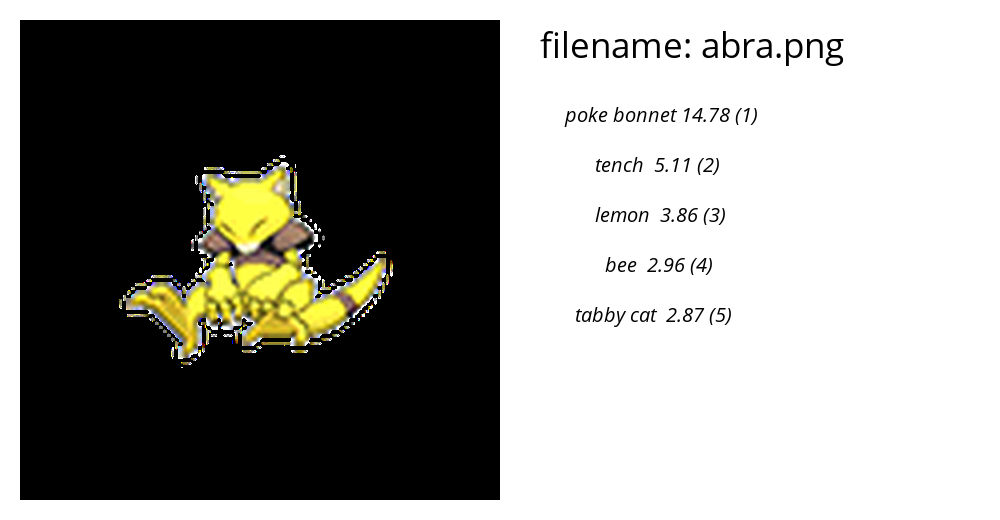 filename: abra.png
poke bonnet 14.78 (1)
tench 5.11 (2)
lemon 3.86 (3)
bee 2.96 (4)
tabby cat 2.87 (5)